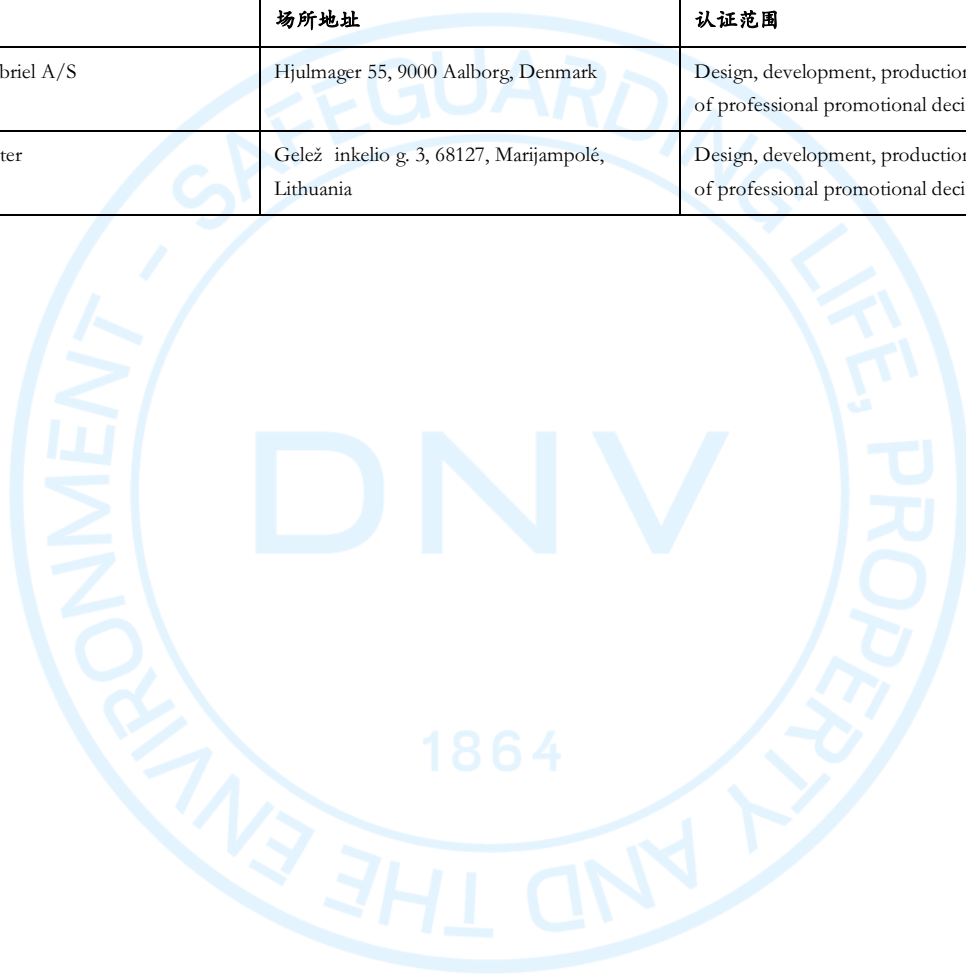 场所地址 认证范围
briel A/S Hjulmager 55, 9000 Aalborg, Denmark Design, development, production
of professional promotional deci
ter Gelež inkelio g. 3, 68127, Marijampolé, Design, development, production
Lithuania of professional promotional deci
SAFEGUARDING LIFE, PROPERTY AND THE ENVIRONMENT -
DNV
1864